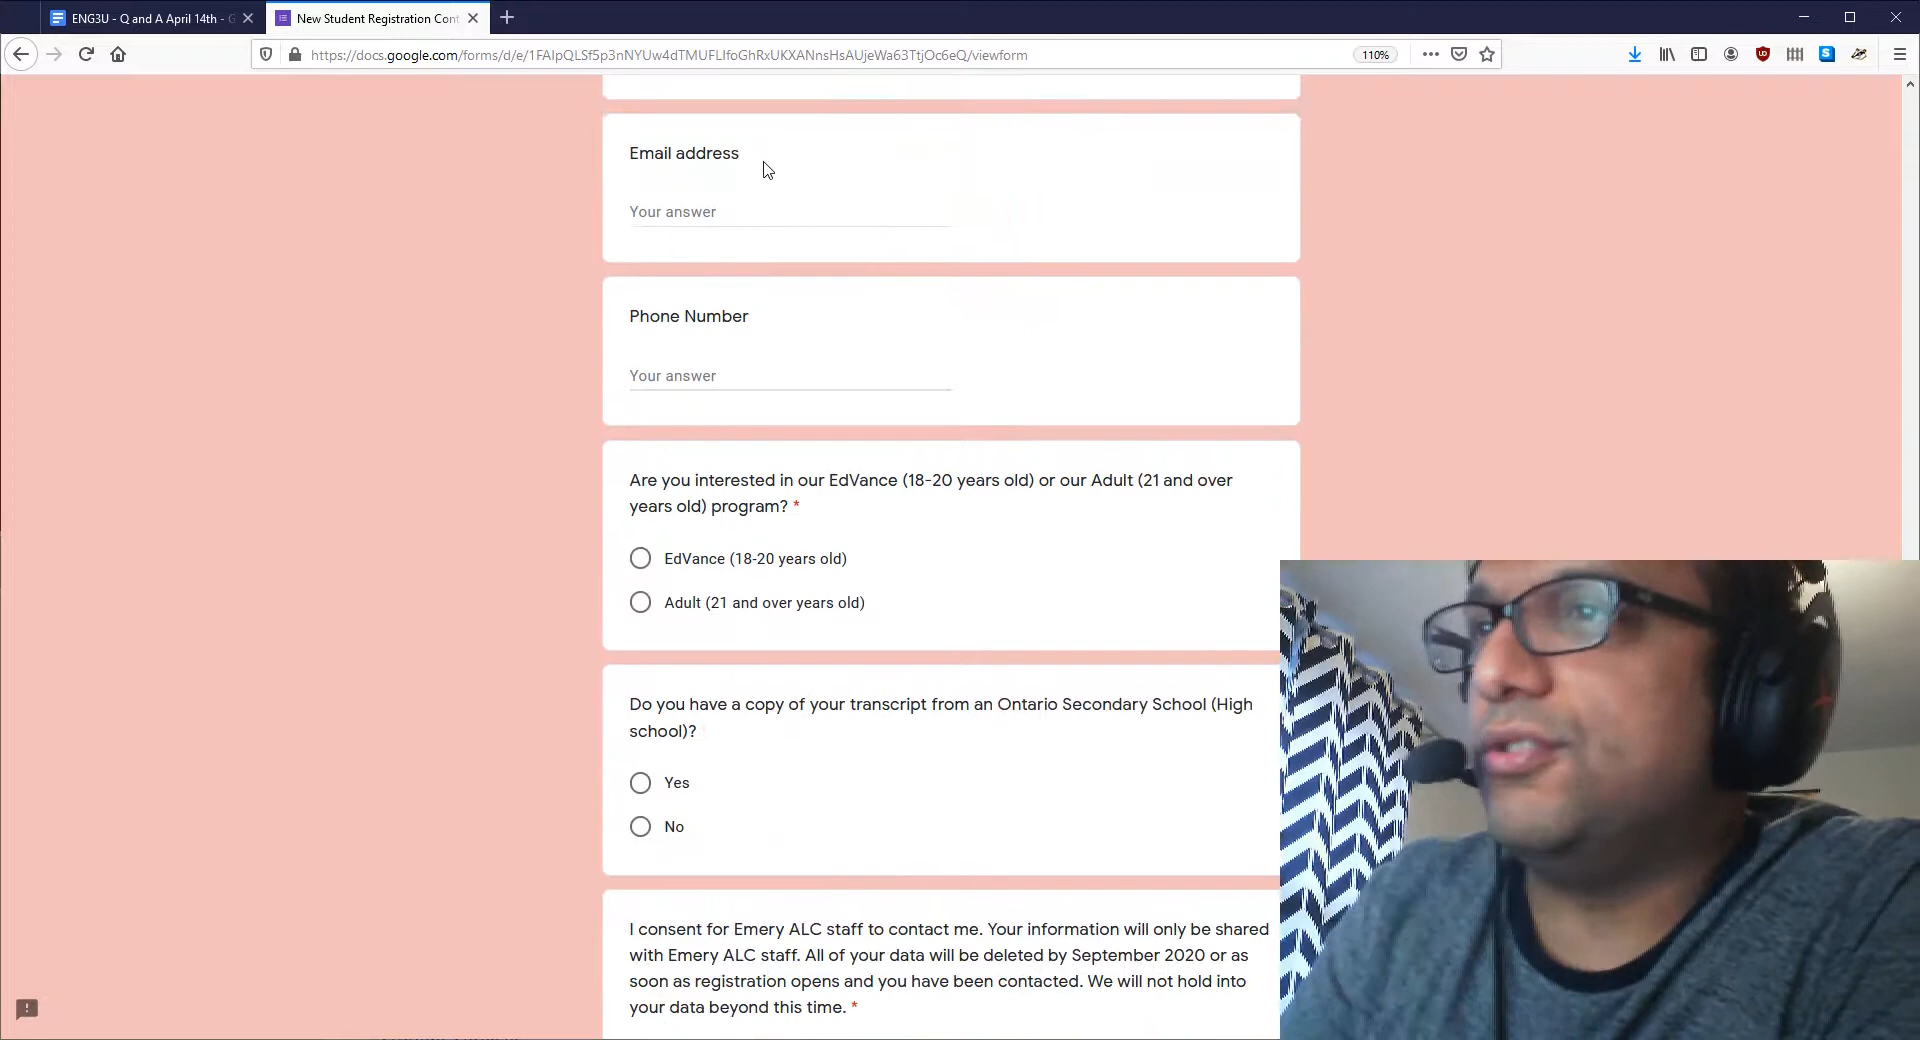 ENG3U - Q and A April 14th - G
New Student Registration Cont
https://docs.google.com/forms/d/e/1FAIpQLSf5p3nNYUw4dTMUFLIfoGhRxUKXANnsHsAUjeWa63TtjOc6eQ/viewform
110%
Email address
Your answer
Phone Number
Your answer
Are you interested in our EdVance (18-20 years old) or our Adult (21 and over
years old) program? *
EdVance (18-20 years old)
Adult (21 and over years old)
Do you have a copy of your transcript from an Ontario Secondary School (High
school)?
Yes
No
I consent for Emery ALC staff to contact me. Your information will only be shared
with Emery ALC staff. All of your data will be deleted by September 2020 or as
soon as registration opens and you have been contacted. We will not hold into
your data beyond this time. *